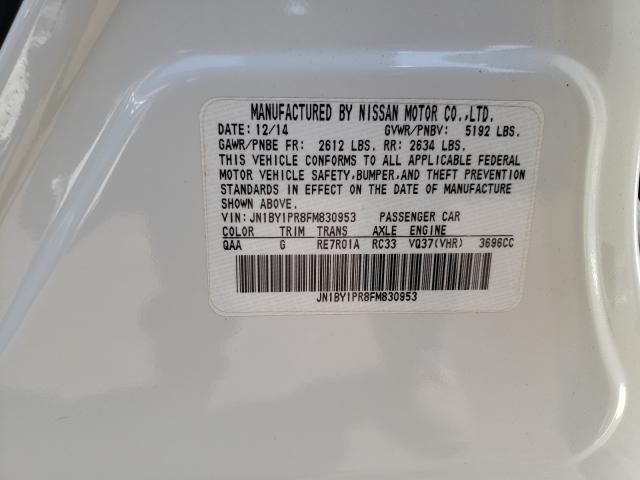 MANUFACTURED BY NISSAN MOTOR CO.,LTD.
DATE: 12/14 GVWR/PNBV: 5192 LBS.
GAWR/PNBE FR: 2612 LBS. RR: 2634 LBS.
THIS VEHICLE CONFORMS TO ALL APPLICABLE FEDERAL
MOTOR VEHICLE SAFETY,BUMPER,AND THEFT PREVENTION
STANDARDS IN EFFECT ON THE DATE OF MANUFACTURE
SHOWN ABOVE.
VIN: JN1BY1PR8FM830953 PASSENGER CAR
COLOR TRIM TRANS AXLE ENGINE
QAA G RE7R01A RC33 VQ37(VHR) 3696CC
JN1BY1PR8FM830953